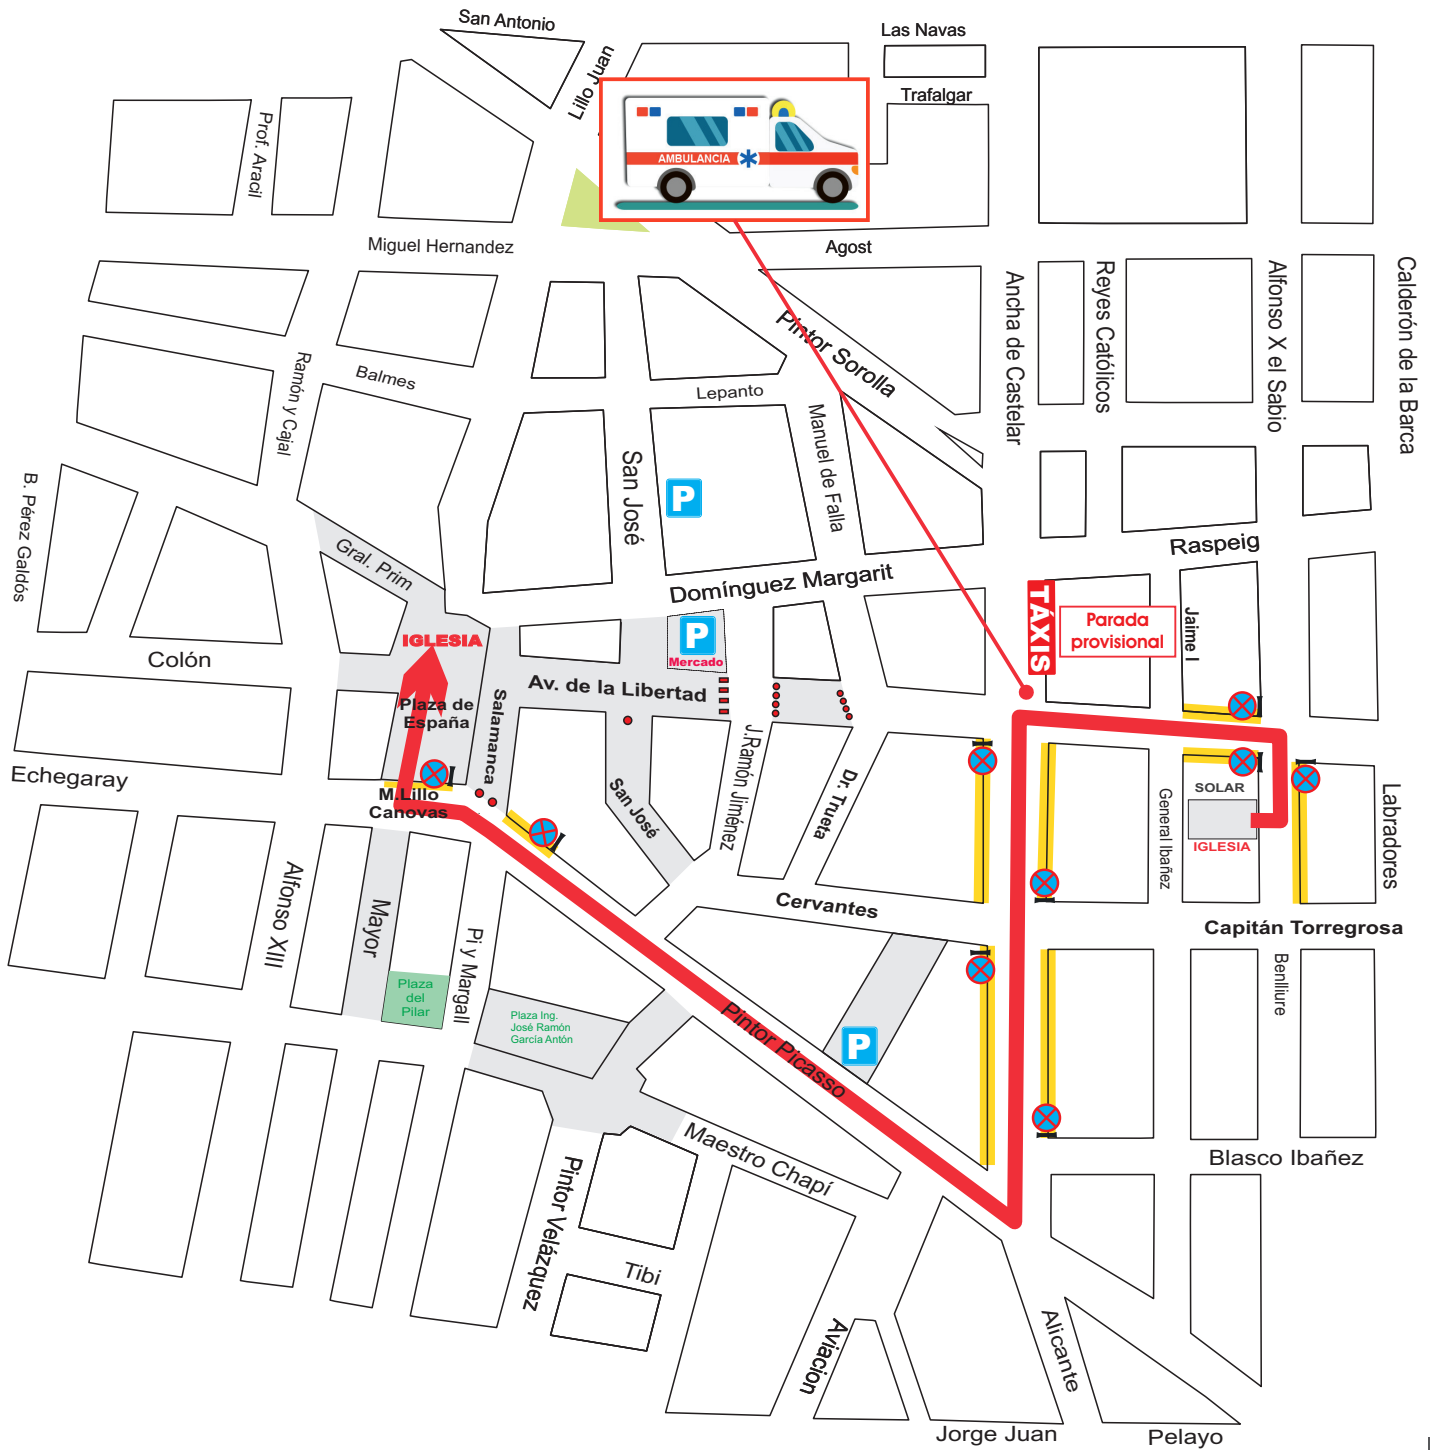 San Antonio
Las Navas
Lillo Juan
Trafalgar
Prof. Aracil
AMBULANCIA
Miguel Hernandez
Agost
Ancha de Castelar
Reyes Católicos
Alfonso X el Sabio
Calderón de la Barca
Pintor Sorolla
Ramón y Cajal
Balmes
Lepanto
Manuel de Falla
San José
P
B. Pérez Galdós
Gral. Prim
Raspeig
Domínguez Margarit
TÁXIS
Parada
provisional
Jaime I
IGLESIA
P
Mercado
Colón
Av. de la Libertad
Plaza de
España
Salamanca
J.Ramón Jiménez
Echegaray
M.Lillo
Canovas
San José
Dr. Trueta
General Ibañez
SOLAR
IGLESIA
Labradores
Alfonso XIII
Mayor
Pi y Margall
Cervantes
Capitán Torregrosa
Benlliure
Plaza
del
Pilar
Plaza Ing.
José Ramón
García Antón
Pintor Picasso
P
Maestro Chapí
Blasco Ibañez
Pintor Velázquez
Tibi
Aviacion
Alicante
Jorge Juan
Pelayo